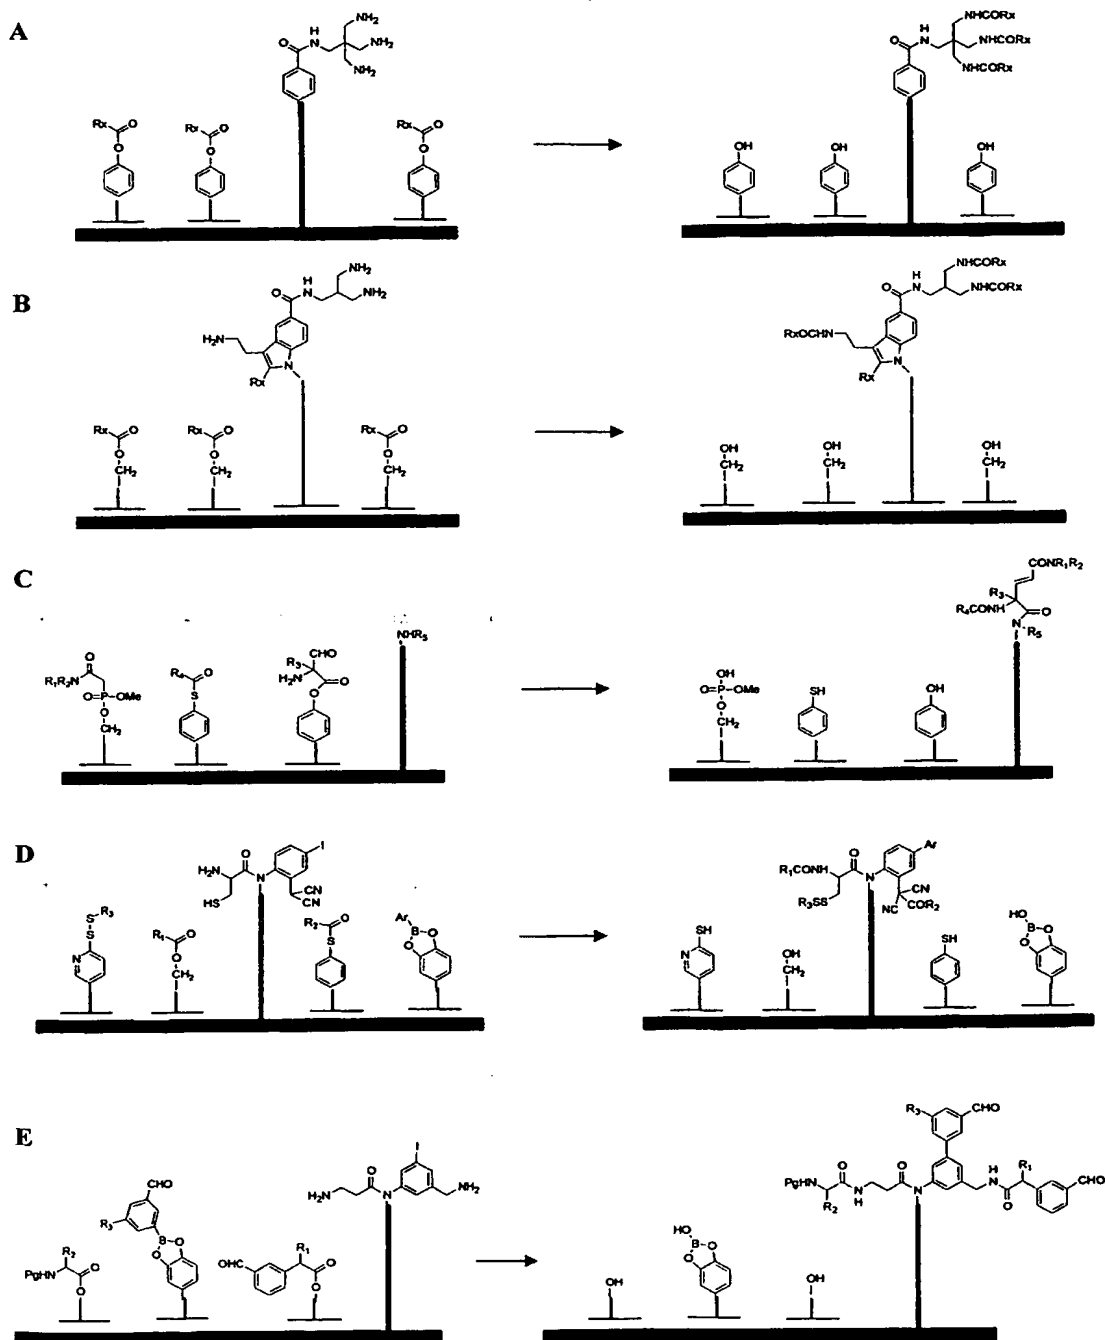 A
NH₂
NH₂
NH₂
O
H
N
Rx
O
O
Rx
O
O
Rx
O
O
NHCORx
NHCORx
NHCORx
O
H
N
OH
OH
OH
B
NH₂
NH₂
O
H
N
H₂N
N
Rx
Rx
O
O
CH₂
Rx
O
O
CH₂
Rx
O
O
CH₂
NHCORx
NHCORx
O
H
N
RxOCHN
N
Rx
OH
CH₂
OH
CH₂
OH
CH₂
C
O
R₁R₂N
O=P-OMe
O
CH₂
R₄
O
S
CHO
R₃
H₂N
O
O
NHR₅
OH
O=P-OMe
O
CH₂
SH
OH
CONR₁R₂
R₃
R₄CONH
O
N
R₅
D
R₃
S
S
N
R₁
O
O
CH₂
H₂N
O
N
I
HS
CN
CN
R₂
O
S
Ar
B
O
O
SH
N
OH
CH₂
R₁CONH
O
N
Ar
R₃SS
CN
NC
COR₂
SH
HO
B
O
O
E
PgHN
R₂
O
O
CHO
R₃
B
O
O
OHC
R₁
O
O
H₂N
O
N
I
NH₂
OH
HO
B
O
O
OH
R₃
CHO
PgHN
O
R₂
N
H
O
N
H
N
O
R₁
CHO